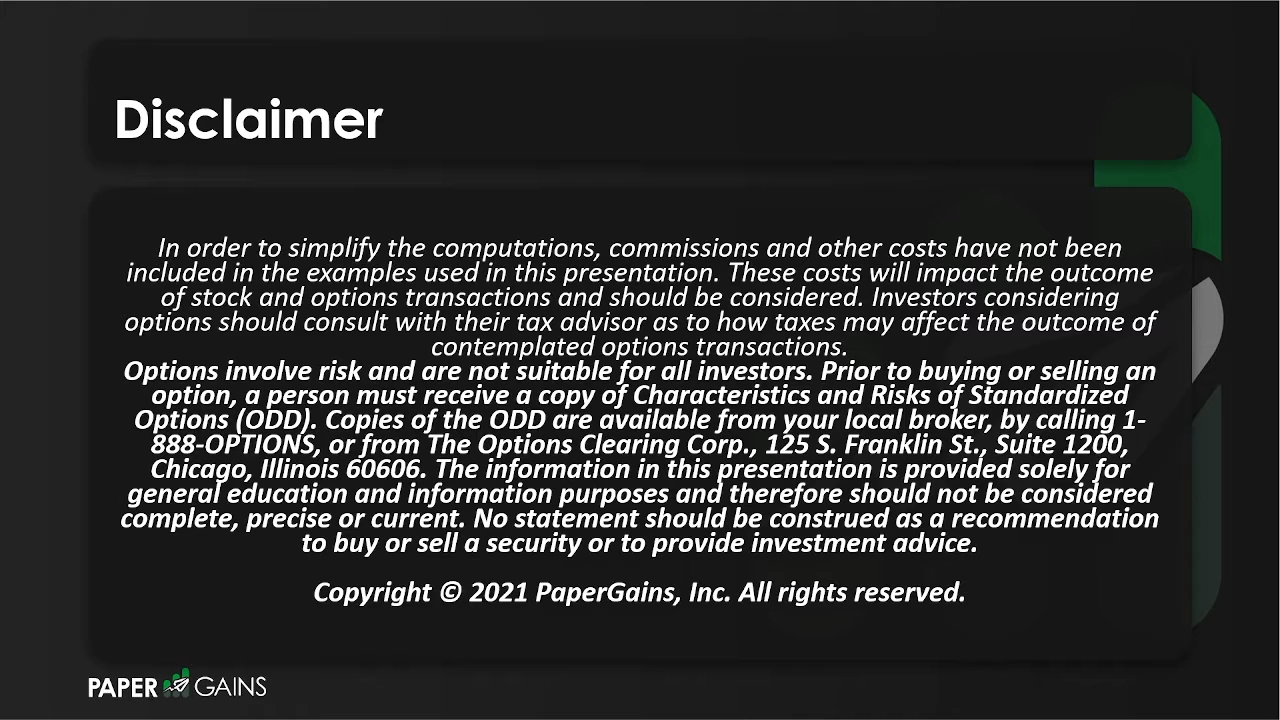 Disclaimer
In order to simplify the computations, commissions and other costs have not been
included in the examples used in this presentation. These costs will impact the outcome
of stock and options transactions and should be considered. Investors considering
options should consult with their tax advisor as to how taxes may affect the outcome of
contemplated options transactions.
Options involve risk and are not suitable for all investors. Prior to buying or selling an
option, a person must receive a copy of Characteristics and Risks of Standardized
Options (ODD). Copies of the ODD are available from your local broker, by calling 1-
888-OPTIONS, or from The Options Clearing Corp., 125 S. Franklin St., Suite 1200,
Chicago, Illinois 60606. The information in this presentation is provided solely for
general education and information purposes and therefore should not be considered
complete, precise or current. No statement should be construed as a recommendation
to buy or sell a security or to provide investment advice.
Copyright © 2021 PaperGains, Inc. All rights reserved.
PAPER GAINS